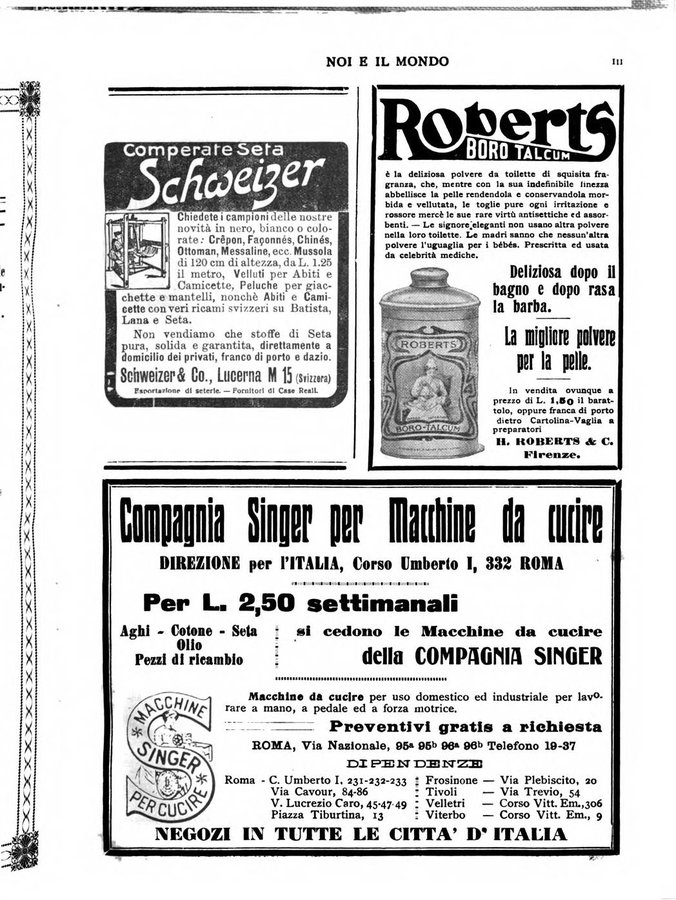 NOI E IL MONDO
III
Comperate Seta
Schweizer
Chiedete i campioni delle nostre
novità in nero, bianco o colo-
rate: Crêpon, Façonnés, Chinés,
Ottoman, Messaline, ecc. Mussola
di 120 cm di altezza, da L. 1.25
il metro, Velluti per Abiti e
Camicette, Peluche per giac-
chette e mantelli, nonchè Abiti e Cami-
cette con veri ricami svizzeri su Batista,
Lana e Seta.
Non vendiamo che stoffe di Seta
pura, solida e garantita, direttamente a
domicilio dei privati, franco di porto e dazio.
Schweizer & Co., Lucerna M 15 (Svizzera)
Esportazione di seterie. — Fornitori di Case Reali.
Roberts
BORO TALCUM
è la deliziosa polvere da toilette di squisita fra-
granza, che, mentre con la sua indefinibile finezza
abbellisce la pelle rendendola e conservandola mor-
bida e vellutata, le toglie pure ogni irritazione e
rossore mercè le sue rare virtù antisettiche ed assor-
benti. — Le signore eleganti non usano altra polvere
nella loro toilette. Le madri sanno che nessun'altra
polvere l'uguaglia per i bébés. Prescritta ed usata
da celebrità mediche.
Deliziosa dopo il
bagno e dopo rasa
la barba.
La migliore polvere
per la pelle.
ROBERTS
BORO-TALCUM
In vendita ovunque a
prezzo di L. 1,50 il barat-
tolo, oppure franca di porto
dietro Cartolina-Vaglia a
preparatori
H. ROBERTS & C.
Firenze.
Compagnia Singer per Macchine da cucire
DIREZIONE per l'ITALIA, Corso Umberto I, 332 ROMA
Per L. 2,50 settimanali
Aghi - Cotone - Seta
Olio
Pezzi di ricambio
si cedono le Macchine da cucire
della COMPAGNIA SINGER
MACCHINE
SINGER
PER CUCIRE
Macchine da cucire per uso domestico ed industriale per lavo-
rare a mano, a pedale ed a forza motrice.
Preventivi gratis a richiesta
ROMA, Via Nazionale, 95a 95b 96a 96b Telefono 19-37
DIPENDENZE
Roma - C. Umberto I, 231-232-233 Frosinone — Via Plebiscito, 20
Via Cavour, 84-86 Tivoli — Via Trevio, 54
V. Lucrezio Caro, 45-47-49 Velletri — Corso Vitt. Em., 306
Piazza Tiburtina, 13 Viterbo — Corso Vitt. Em., 9
NEGOZI IN TUTTE LE CITTA' D'ITALIA